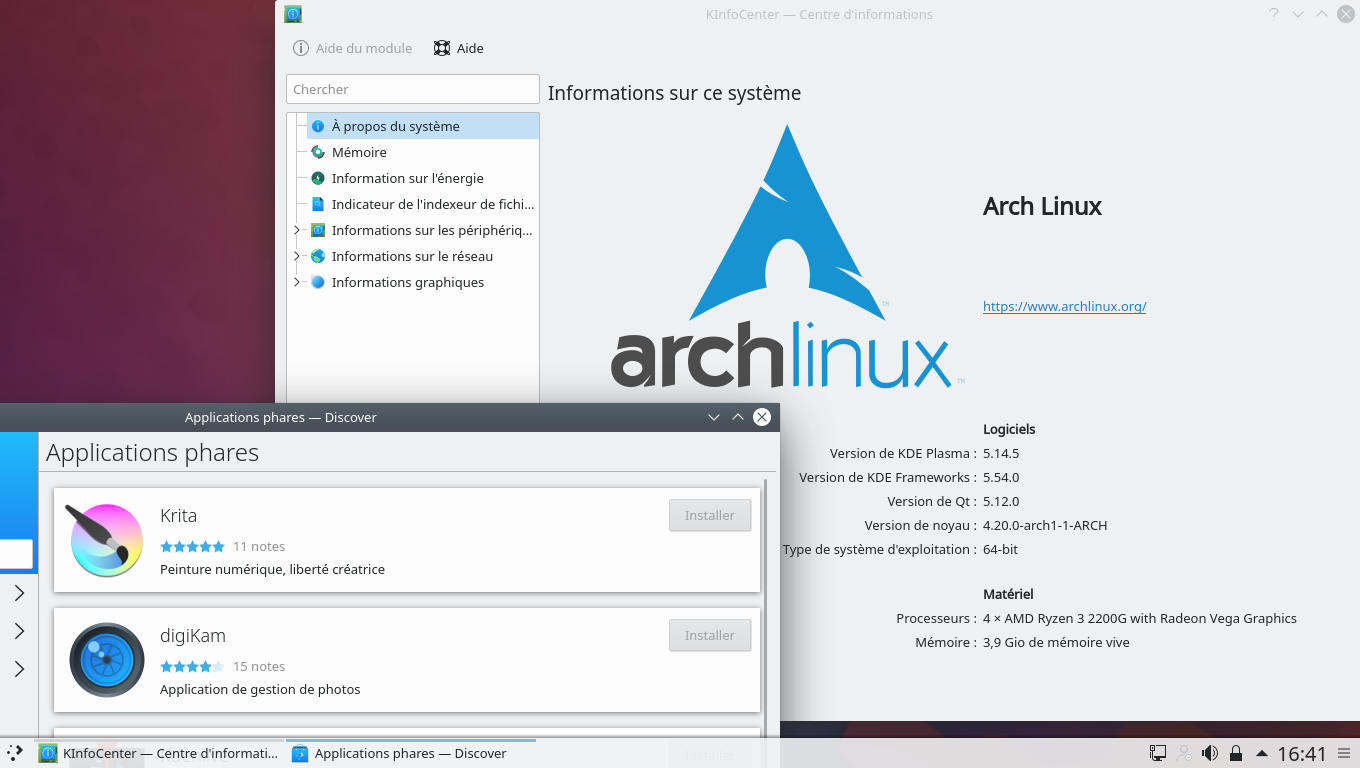 KInfoCenter — Centre d'informations
Aide du module
Aide
Chercher
Informations sur ce système
À propos du système
Mémoire
Information sur l'énergie
Indicateur de l'indexeur de fichi...
Informations sur les périphériq...
Informations sur le réseau
Informations graphiques
archlinux
™
™
Arch Linux
https://www.archlinux.org/
Logiciels
Version de KDE Plasma : 5.14.5
Version de KDE Frameworks : 5.54.0
Version de Qt : 5.12.0
Version de noyau : 4.20.0-arch1-1-ARCH
Type de système d'exploitation : 64-bit
Matériel
Processeurs : 4 × AMD Ryzen 3 2200G with Radeon Vega Graphics
Mémoire : 3,9 Gio de mémoire vive
Applications phares — Discover
Applications phares
Krita
Installer
11 notes
Peinture numérique, liberté créatrice
digiKam
Installer
15 notes
Application de gestion de photos
Installer
KInfoCenter — Centre d'informati...
Applications phares — Discover
16:41